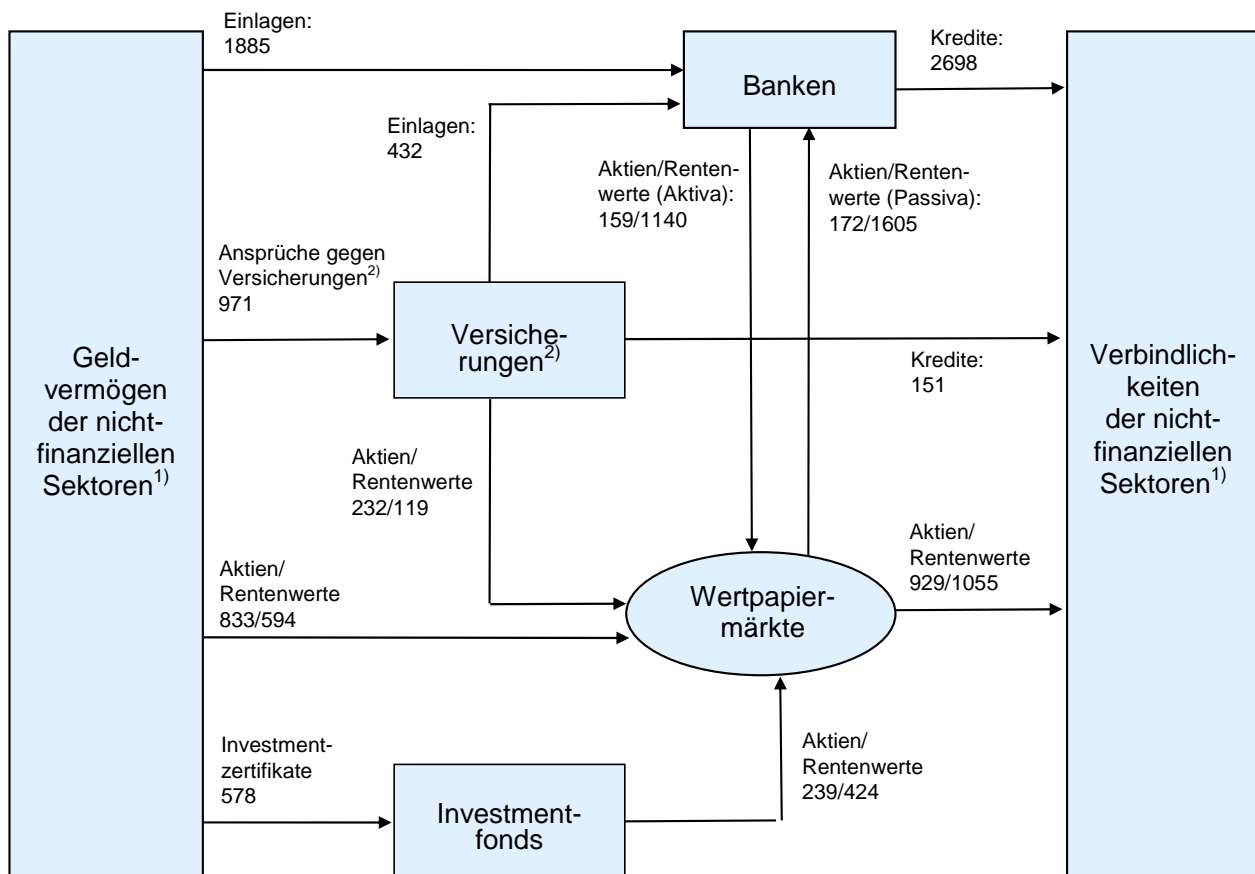 Einlagen:
1885
Kredite:
2698
Banken
Einlagen:
432
Aktien/Renten-
werte (Aktiva):
159/1140
Aktien/Renten-
werte (Passiva):
172/1605
Ansprüche gegen
Versicherungen2)
971
Versiche-
rungen2)
Kredite:
151
Geld-
vermögen
der nicht-
finanziellen
Sektoren1)
Verbindlich-
keiten
der nicht-
finanziellen
Sektoren1)
Aktien/
Rentenwerte
232/119
Aktien/
Rentenwerte
833/594
Wertpapier-
märkte
Aktien/
Rentenwerte
929/1055
Investment-
zertifikate
578
Investment-
fonds
Aktien/
Rentenwerte
239/424